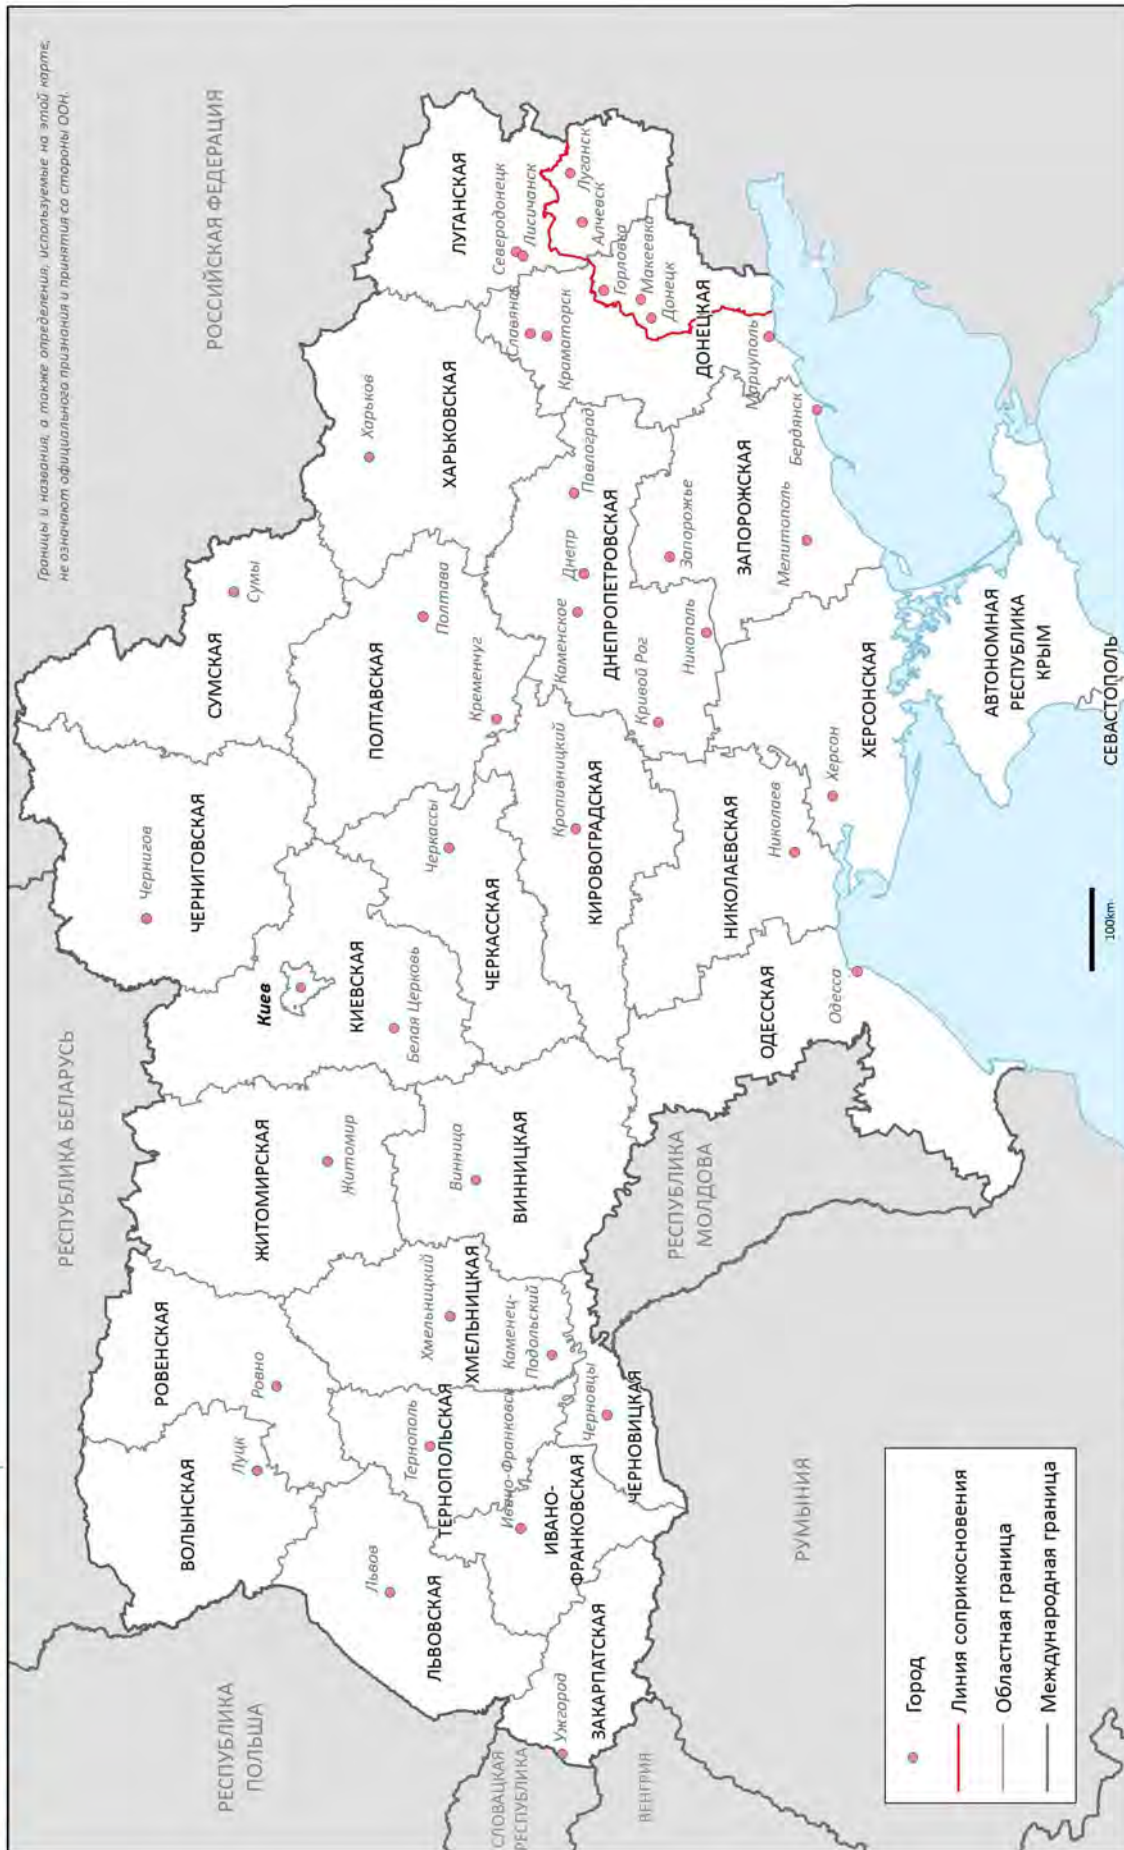 Границы и названия, а также определения, используемые на этой карте,
не означают официального признания и принятия со стороны ООН.
РЕСПУБЛИКА БЕЛАРУСЬ
РОССИЙСКАЯ ФЕДЕРАЦИЯ
РЕСПУБЛИКА
ПОЛЬША
СЛОВАЦКАЯ
РЕСПУБЛИКА
ВЕНГРИЯ
РУМЫНИЯ
РЕСПУБЛИКА
МОЛДОВА
ВОЛЫНСКАЯ
Луцк
РОВЕНСКАЯ
Ровно
ЖИТОМИРСКАЯ
Житомир
Киев
КИЕВСКАЯ
Белая Церковь
Чернигов
ЧЕРНИГОВСКАЯ
СУМСКАЯ
Сумы
Львов
ЛЬВОВСКАЯ
Тернополь
ТЕРНОПОЛЬСКАЯ
Хмельницкий
ХМЕЛЬНИЦКАЯ
Каменец-
Подольский
Винница
ВИННИЦКАЯ
Черкассы
ЧЕРКАССКАЯ
ПОЛТАВСКАЯ
Полтава
Кременчуг
Харьков
ХАРЬКОВСКАЯ
ЛУГАНСКАЯ
Северодонецк
Лисичанск
Луганск
Алчевск
Славянск
Краматорск
Горловка
Макеевка
Донецк
ДОНЕЦКАЯ
Мариуполь
Ужгород
ЗАКАРПАТСКАЯ
Ивано-Франковск
ИВАНО-
ФРАНКОВСКАЯ
Черновцы
ЧЕРНОВИЦКАЯ
Кропивницкий
КИРОВОГРАДСКАЯ
Каменское
Днепр
Павлоград
ДНЕПРОПЕТРОВСКАЯ
Кривой Рог
Никополь
Запорожье
ЗАПОРОЖСКАЯ
Мелитополь
Бердянск
ОДЕССКАЯ
Одесса
НИКОЛАЕВСКАЯ
Николаев
Херсон
ХЕРСОНСКАЯ
АВТОНОМНАЯ
РЕСПУБЛИКА
КРЫМ
СЕВАСТОПОЛЬ
100km
Город
Линия соприкосновения
Областная граница
Международная граница